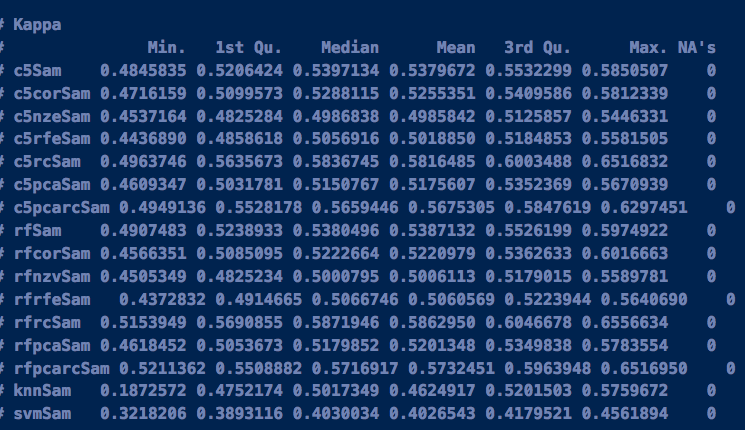 # Kappa
# Min. 1st Qu. Median Mean 3rd Qu. Max. NA's
# c5Sam 0.4845835 0.5206424 0.5397134 0.5379672 0.5532299 0.5850507 0
# c5corSam 0.4716159 0.5099573 0.5288115 0.5255351 0.5409586 0.5812339 0
# c5nzeSam 0.4537164 0.4825284 0.4986838 0.4985842 0.5125857 0.5446331 0
# c5rfeSam 0.4436890 0.4858618 0.5056916 0.5018850 0.5184853 0.5581505 0
# c5rcSam 0.4963746 0.5635673 0.5836745 0.5816485 0.6003488 0.6516832 0
# c5pcaSam 0.4609347 0.5031781 0.5150767 0.5175607 0.5352369 0.5670939 0
# c5pcarcSam 0.4949136 0.5528178 0.5659446 0.5675305 0.5847619 0.6297451 0
# rfSam 0.4907483 0.5238933 0.5380496 0.5387132 0.5526199 0.5974922 0
# rfcorSam 0.4566351 0.5085095 0.5222664 0.5220979 0.5362633 0.6016663 0
# rfnzvSam 0.4505349 0.4825234 0.5000795 0.5006113 0.5179015 0.5589781 0
# rfrfeSam 0.4372832 0.4914665 0.5066746 0.5060569 0.5223944 0.5640690 0
# rfrcSam 0.5153949 0.5690855 0.5871946 0.5862950 0.6046678 0.6556634 0
# rfpcaSam 0.4618452 0.5053673 0.5179852 0.5201348 0.5349838 0.5783554 0
# rfpcarcSam 0.5211362 0.5508882 0.5716917 0.5732451 0.5963948 0.6516950 0
# knnSam 0.1872572 0.4752174 0.5017349 0.4624917 0.5201503 0.5759672 0
# svmSam 0.3218206 0.3893116 0.4030034 0.4026543 0.4179521 0.4561894 0